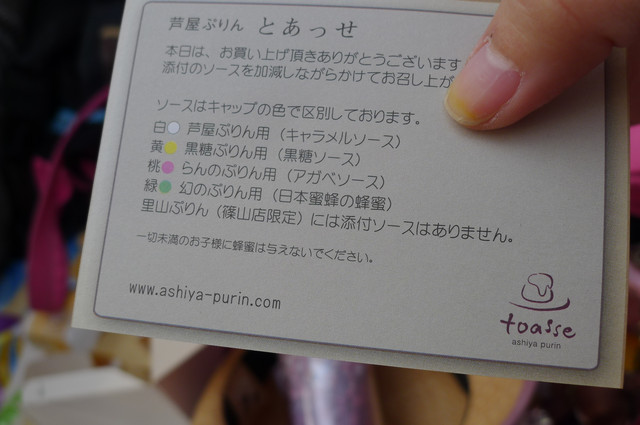 芦屋ぷりん とあっせ
本日は、お買い上げ頂きありがとうございます
添付のソースを加減しながらかけてお召し上が
ソースはキャップの色で区別しております。
白 芦屋ぷりん用（キャラメルソース）
黄 黒糖ぷりん用（黒糖ソース）
桃 らんのぷりん用（アガベソース）
緑 幻のぷりん用（日本蜜蜂の蜂蜜）
里山ぷりん（篠山店限定）には添付ソースはありません。
一切未満のお子様に蜂蜜は与えないでください。
www.ashiya-purin.com
toasse
ashiya purin